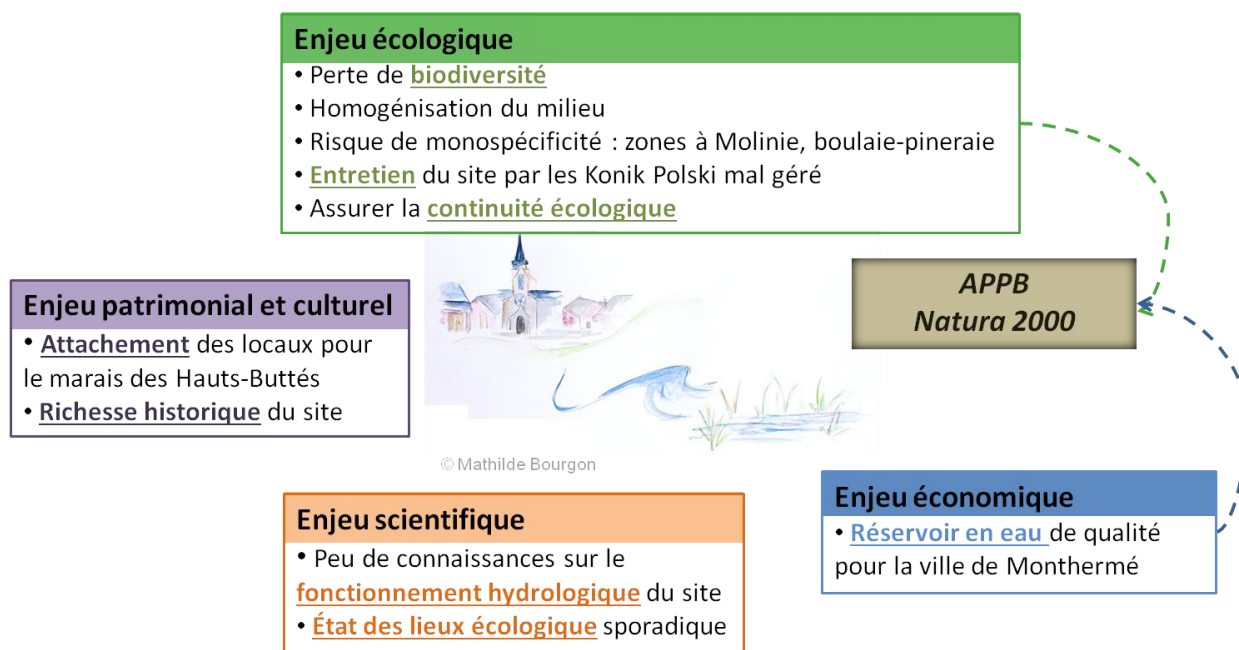 Enjeu écologique
• Perte de biodiversité
• Homogénisation du milieu
• Risque de monospécificité : zones à Molinie, boulaie-pineraie
• Entretien du site par les Konik Polski mal géré
• Assurer la continuité écologique
APPB
Natura 2000
Enjeu patrimonial et culturel
• Attachement des locaux pour
le marais des Hauts-Buttés
• Richesse historique du site
© Mathilde Bourgon
Enjeu économique
• Réservoir en eau de qualité
pour la ville de Monthermé
Enjeu scientifique
• Peu de connaissances sur le
fonctionnement hydrologique du site
• État des lieux écologique sporadique